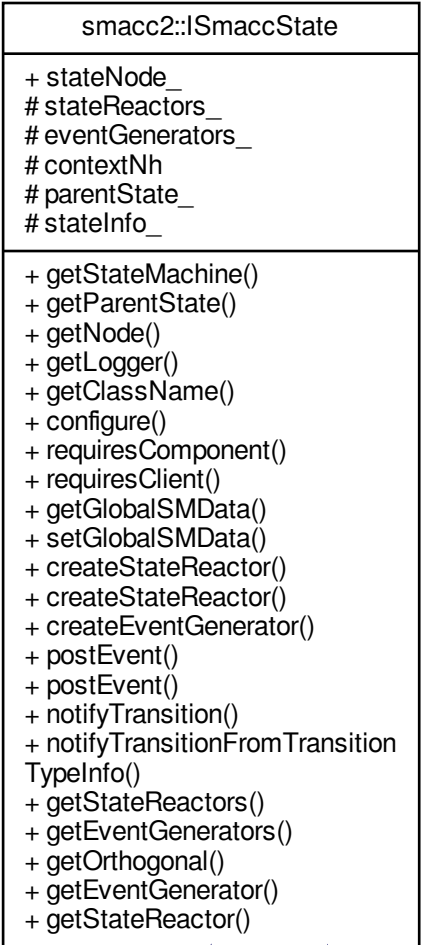 smacc2::ISmaccState
+ stateNode_
# stateReactors_
# eventGenerators_
# contextNh
# parentState_
# stateInfo_
+ getStateMachine()
+ getParentState()
+ getNode()
+ getLogger()
+ getClassName()
+ configure()
+ requiresComponent()
+ requiresClient()
+ getGlobalSMData()
+ setGlobalSMData()
+ createStateReactor()
+ createStateReactor()
+ createEventGenerator()
+ postEvent()
+ postEvent()
+ notifyTransition()
+ notifyTransitionFromTransition
TypeInfo()
+ getStateReactors()
+ getEventGenerators()
+ getOrthogonal()
+ getEventGenerator()
+ getStateReactor()